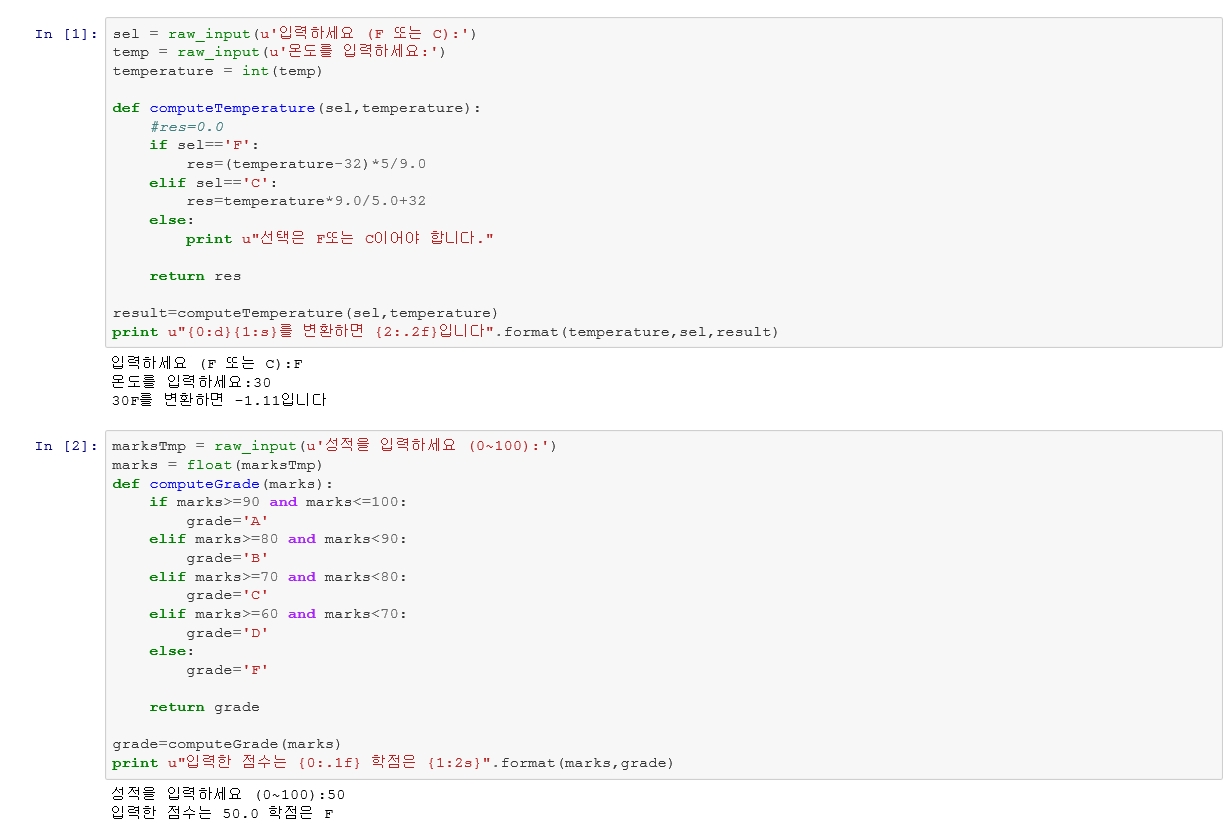 In [1]: sel = raw_input(u'입력하세요 (F 또는 C):')
temp = raw_input(u'온도를 입력하세요:')
temperature = int(temp)
def computeTemperature(sel,temperature):
    #res=0.0
    if sel=='F':
        res=(temperature-32)*5/9.0
    elif sel=='C':
        res=temperature*9.0/5.0+32
    else:
        print u"선택은 F또는 C이어야 합니다."
    return res
result=computeTemperature(sel,temperature)
print u"{0:d}{1:s}를 변환하면 {2:.2f}입니다".format(temperature,sel,result)
입력하세요 (F 또는 C):F
온도를 입력하세요:30
30F를 변환하면 -1.11입니다
In [2]: marksTmp = raw_input(u'성적을 입력하세요 (0~100):')
marks = float(marksTmp)
def computeGrade(marks):
    if marks>=90 and marks<=100:
        grade='A'
    elif marks>=80 and marks<90:
        grade='B'
    elif marks>=70 and marks<80:
        grade='C'
    elif marks>=60 and marks<70:
        grade='D'
    else:
        grade='F'
    return grade
grade=computeGrade(marks)
print u"입력한 점수는 {0:.1f} 학점은 {1:2s}".format(marks,grade)
성적을 입력하세요 (0~100):50
입력한 점수는 50.0 학점은 F